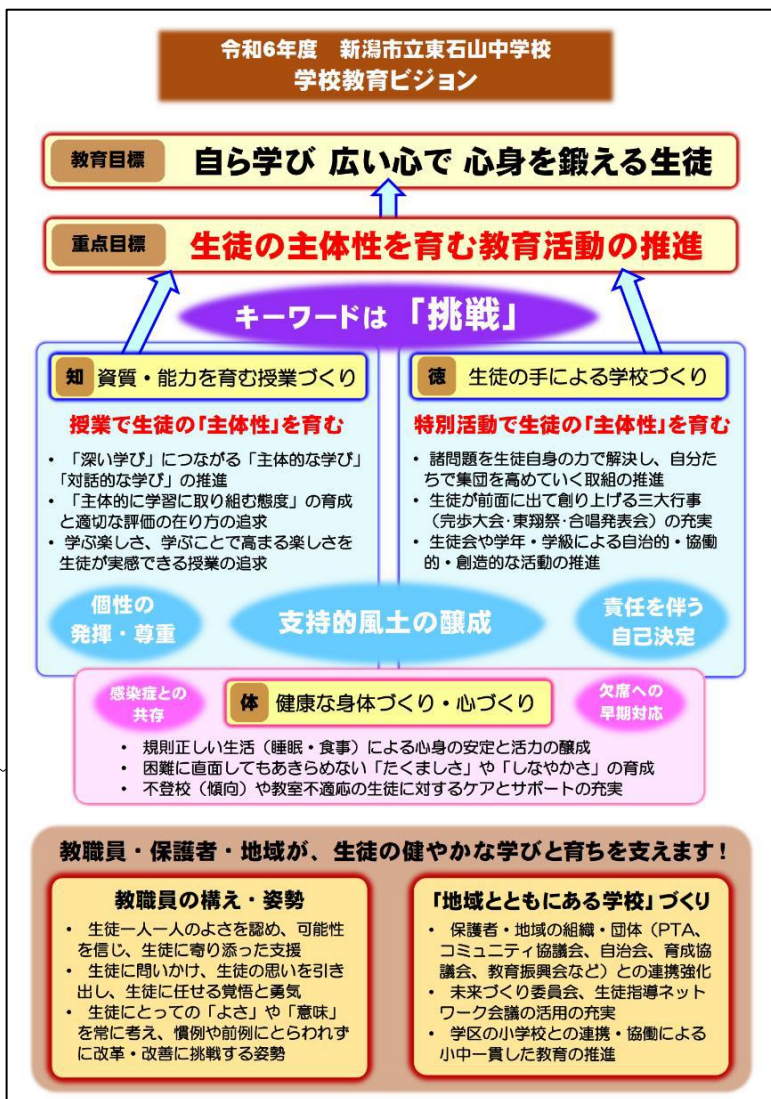 令和6年度　新潟市立東石山中学校
学校教育ビジョン
教育目標　自ら学び 広い心で 心身を鍛える生徒
重点目標　生徒の主体性を育む教育活動の推進
キーワードは「挑戦」
知　資質・能力を育む授業づくり
授業で生徒の「主体性」を育む
・「深い学び」につながる「主体的な学び」
「対話的な学び」の推進
・「主体的に学習に取り組む態度」の育成
と適切な評価の在り方の追求
・学ぶ楽しさ、学ぶことで高まる楽しさを
生徒が実感できる授業の追求
徳　生徒の手による学校づくり
特別活動で生徒の「主体性」を育む
・諸問題を生徒自身の力で解決し、自分た
ちで集団を高めていく取組の推進
・生徒が前面に出て創り上げる三大行事
（完歩大会・東翔祭・合唱発表会）の充実
・生徒会や学年・学級による自治的・協働
的・創造的な活動の推進
個性の
発揮・尊重
支持的風土の醸成
責任を伴う
自己決定
感染症との
共存
体　健康な身体づくり・心づくり
欠席への
早期対応
・規則正しい生活（睡眠・食事）による心身の安定と活力の醸成
・困難に直面してもあきらめない「たくましさ」や「しなやかさ」の育成
・不登校（傾向）や教室不適応の生徒に対するケアとサポートの充実
教職員・保護者・地域が、生徒の健やかな学びと育ちを支えます！
教職員の構え・姿勢
・生徒一人一人のよさを認め、可能性
を信じ、生徒に寄り添った支援
・生徒に問いかけ、生徒の思いを引き
出し、生徒に任せる覚悟と勇気
・生徒にとっての「よさ」や「意味」
を常に考え、慣例や前例にとらわれず
に改革・改善に挑戦する姿勢
「地域とともにある学校」づくり
・保護者・地域の組織・団体（PTA、
コミュニティ協議会、自治会、育成協
議会、教育振興会など）との連携強化
・未来づくり委員会、生徒指導ネット
ワーク会議の活用の充実
・学区の小学校との連携・協働による
小中一貫した教育の推進